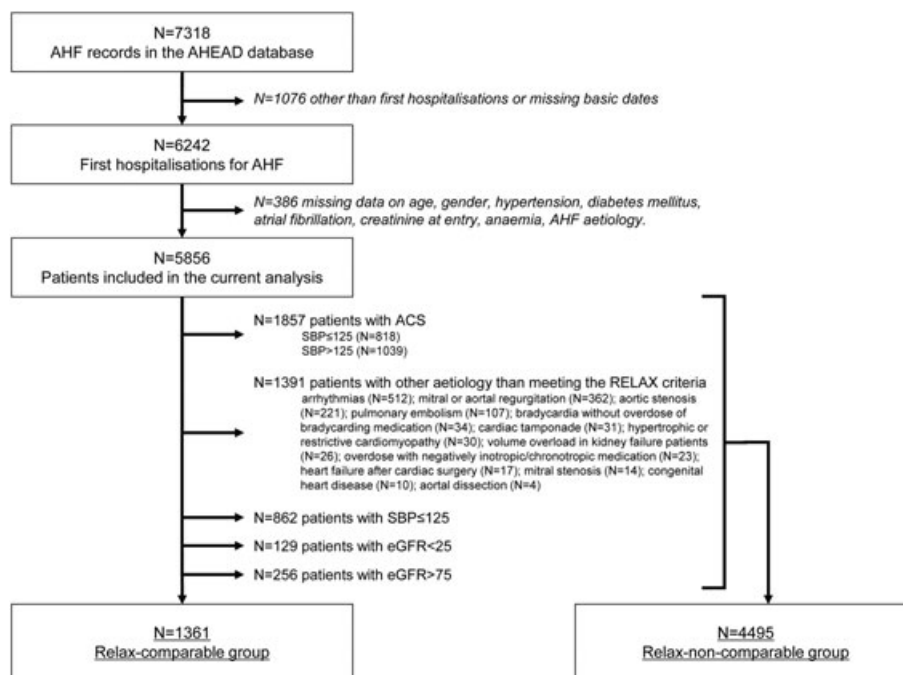 N=7318
AHF records in the AHEAD database
N=1076 other than first hospitalisations or missing basic dates
N=6242
First hospitalisations for AHF
N=386 missing data on age, gender, hypertension, diabetes mellitus,
atrial fibrillation, creatinine at entry, anaemia, AHF aetiology.
N=5856
Patients included in the current analysis
N=1857 patients with ACS
SBP≤125 (N=818)
SBP>125 (N=1039)
N=1391 patients with other aetiology than meeting the RELAX criteria
arrhythmias (N=512); mitral or aortal regurgitation (N=362); aortic stenosis
(N=221); pulmonary embolism (N=107); bradycardia without overdose of
bradycarding medication (N=34); cardiac tamponade (N=31); hypertrophic or
restrictive cardiomyopathy (N=30); volume overload in kidney failure patients
(N=26); overdose with negatively inotropic/chronotropic medication (N=23);
heart failure after cardiac surgery (N=17); mitral stenosis (N=14); congenital
heart disease (N=10); aortal dissection (N=4)
N=862 patients with SBP≤125
N=129 patients with eGFR<25
N=256 patients with eGFR>75
N=1361
Relax-comparable group
N=4495
Relax-non-comparable group